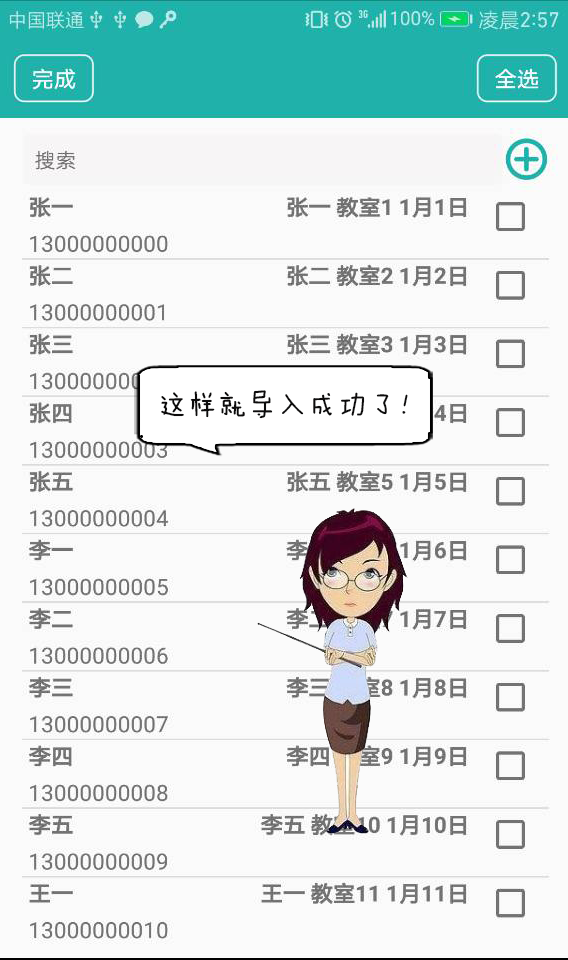 中国联通 3G 100% 凌晨2:57
完成 全选
搜索
张一 张一 教室1 1月1日
13000000000
张二 张二 教室2 1月2日
13000000001
张三 张三 教室3 1月3日
130000000
这样就导入成功了!
张四 4日
13000000003
张五 张五 教室5 1月5日
13000000004
李一 李 1月6日
13000000005
李二 李 1月7日
13000000006
李三 李三 室8 1月8日
13000000007
李四 李四 室9 1月9日
13000000008
李五 李五 教 10 1月10日
13000000009
王一 王一 教室11 1月11日
13000000010